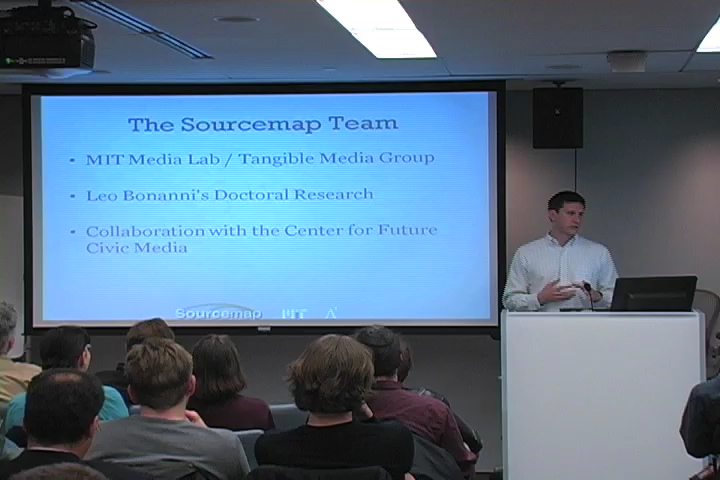 The Sourcemap Team
• MIT Media Lab / Tangible Media Group
• Leo Bonanni's Doctoral Research
• Collaboration with the Center for Future
Civic Media
Sourcemap MIT